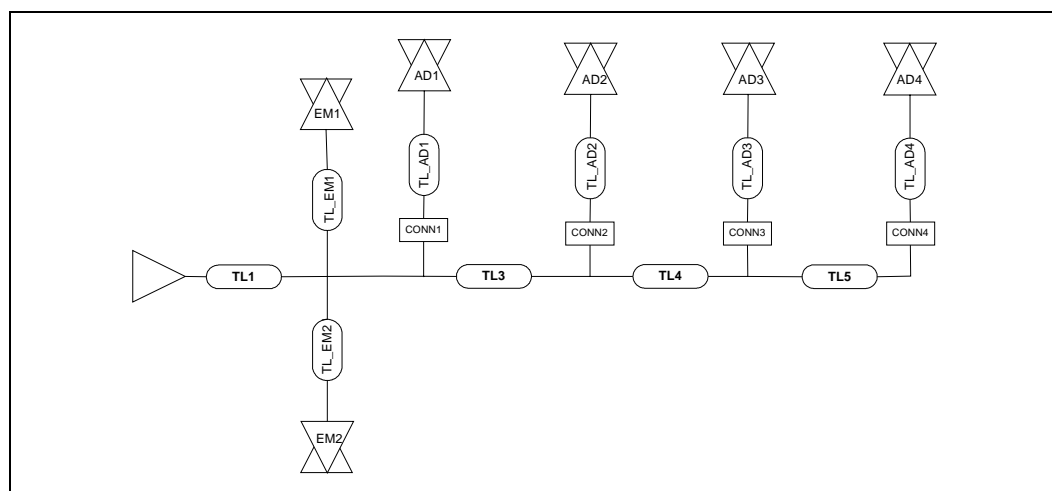 AD1
AD2
AD3
AD4
EM1
TL_AD1
TL_AD2
TL_AD3
TL_AD4
TL_EM1
CONN1
CONN2
CONN3
CONN4
TL1
TL3
TL4
TL5
TL_EM2
EM2